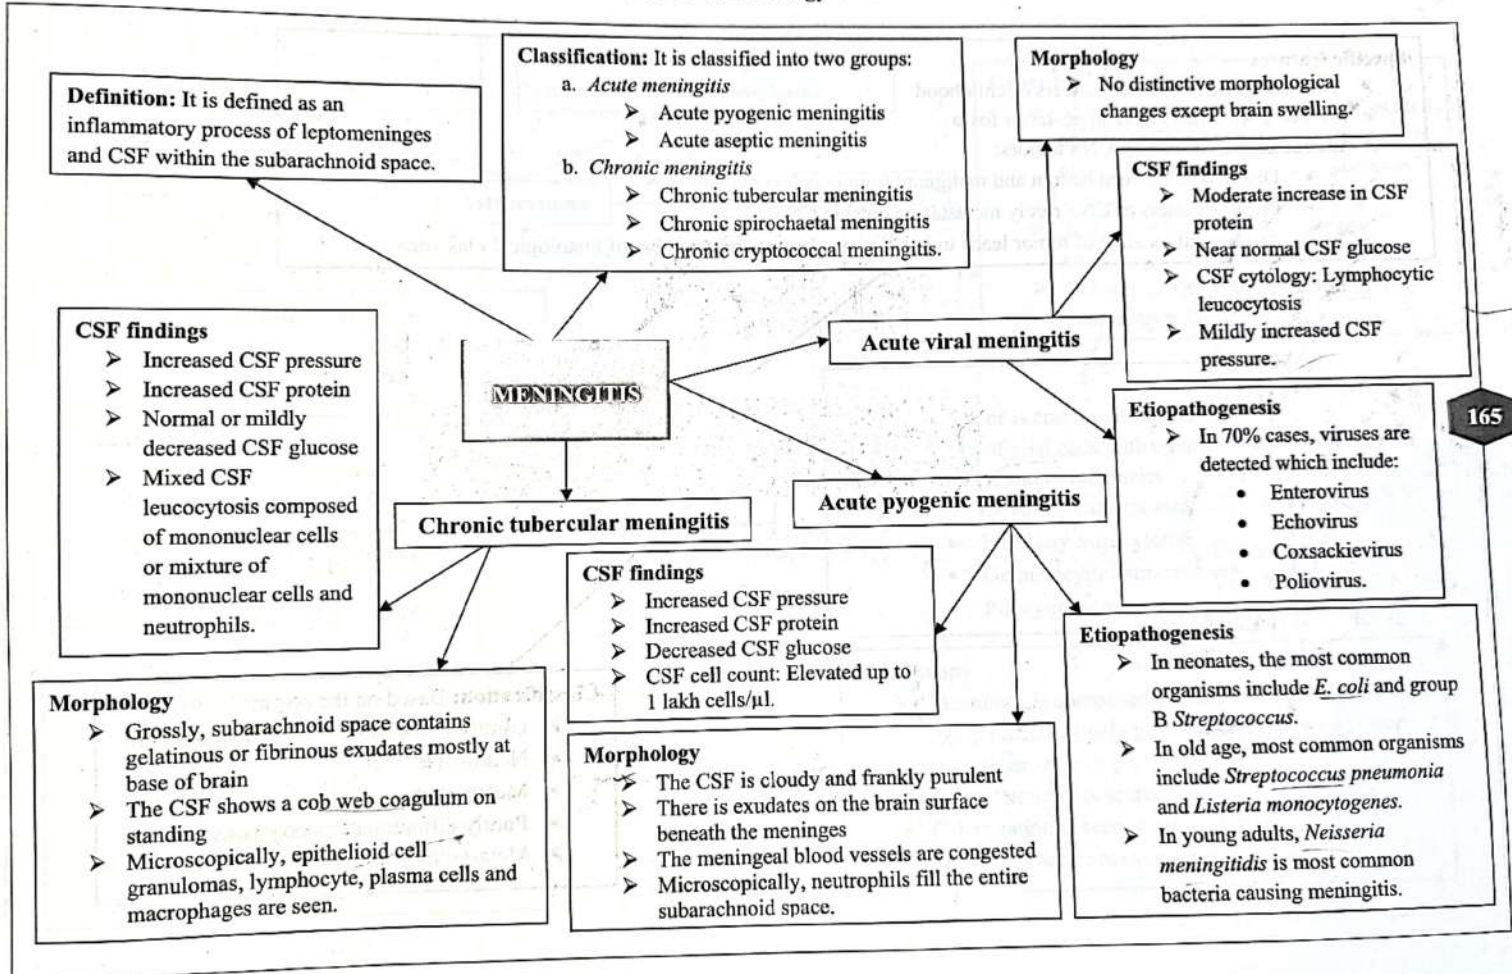 Classification: It is classified into two groups:
a. Acute meningitis
➤ Acute pyogenic meningitis
➤ Acute aseptic meningitis
b. Chronic meningitis
➤ Chronic tubercular meningitis
➤ Chronic spirochaetal meningitis
➤ Chronic cryptococcal meningitis.
Morphology
➤ No distinctive morphological
changes except brain swelling.
Definition: It is defined as an
inflammatory process of leptomeninges
and CSF within the subarachnoid space.
CSF findings
➤ Moderate increase in CSF
protein
➤ Near normal CSF glucose
➤ CSF cytology: Lymphocytic
leucocytosis
➤ Mildly increased CSF
pressure.
CSF findings
➤ Increased CSF pressure
➤ Increased CSF protein
➤ Normal or mildly
decreased CSF glucose
➤ Mixed CSF
leucocytosis composed
of mononuclear cells
or mixture of
mononuclear cells and
neutrophils.
MENINGITIS
Acute viral meningitis
Etiopathogenesis
➤ In 70% cases, viruses are
detected which include:
• Enterovirus
• Echovirus
• Coxsackievirus
• Poliovirus.
165
Chronic tubercular meningitis
Acute pyogenic meningitis
CSF findings
➤ Increased CSF pressure
➤ Increased CSF protein
➤ Decreased CSF glucose
➤ CSF cell count: Elevated up to
1 lakh cells/µl.
Etiopathogenesis
➤ In neonates, the most common
organisms include E. coli and group
B Streptococcus.
➤ In old age, most common organisms
include Streptococcus pneumonia
and Listeria monocytogenes.
➤ In young adults, Neisseria
meningitidis is most common
bacteria causing meningitis.
Morphology
➤ Grossly, subarachnoid space contains
gelatinous or fibrinous exudates mostly at
base of brain
➤ The CSF shows a cob web coagulum on
standing
➤ Microscopically, epithelioid cell
granulomas, lymphocyte, plasma cells and
macrophages are seen.
Morphology
➤ The CSF is cloudy and frankly purulent
➤ There is exudates on the brain surface
beneath the meninges
➤ The meningeal blood vessels are congested
➤ Microscopically, neutrophils fill the entire
subarachnoid space.